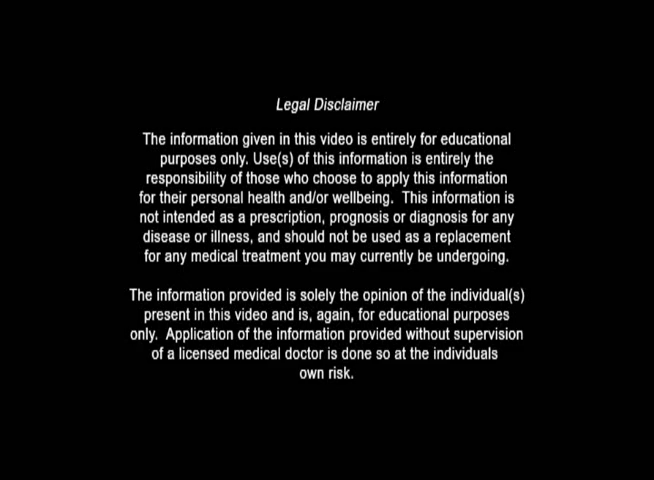 Legal Disclaimer
The information given in this video is entirely for educational
purposes only. Use(s) of this information is entirely the
responsibility of those who choose to apply this information
for their personal health and/or wellbeing.  This information is
not intended as a prescription, prognosis or diagnosis for any
disease or illness, and should not be used as a replacement
for any medical treatment you may currently be undergoing.
The information provided is solely the opinion of the individual(s)
present in this video and is, again, for educational purposes
only.  Application of the information provided without supervision
of a licensed medical doctor is done so at the individuals
own risk.